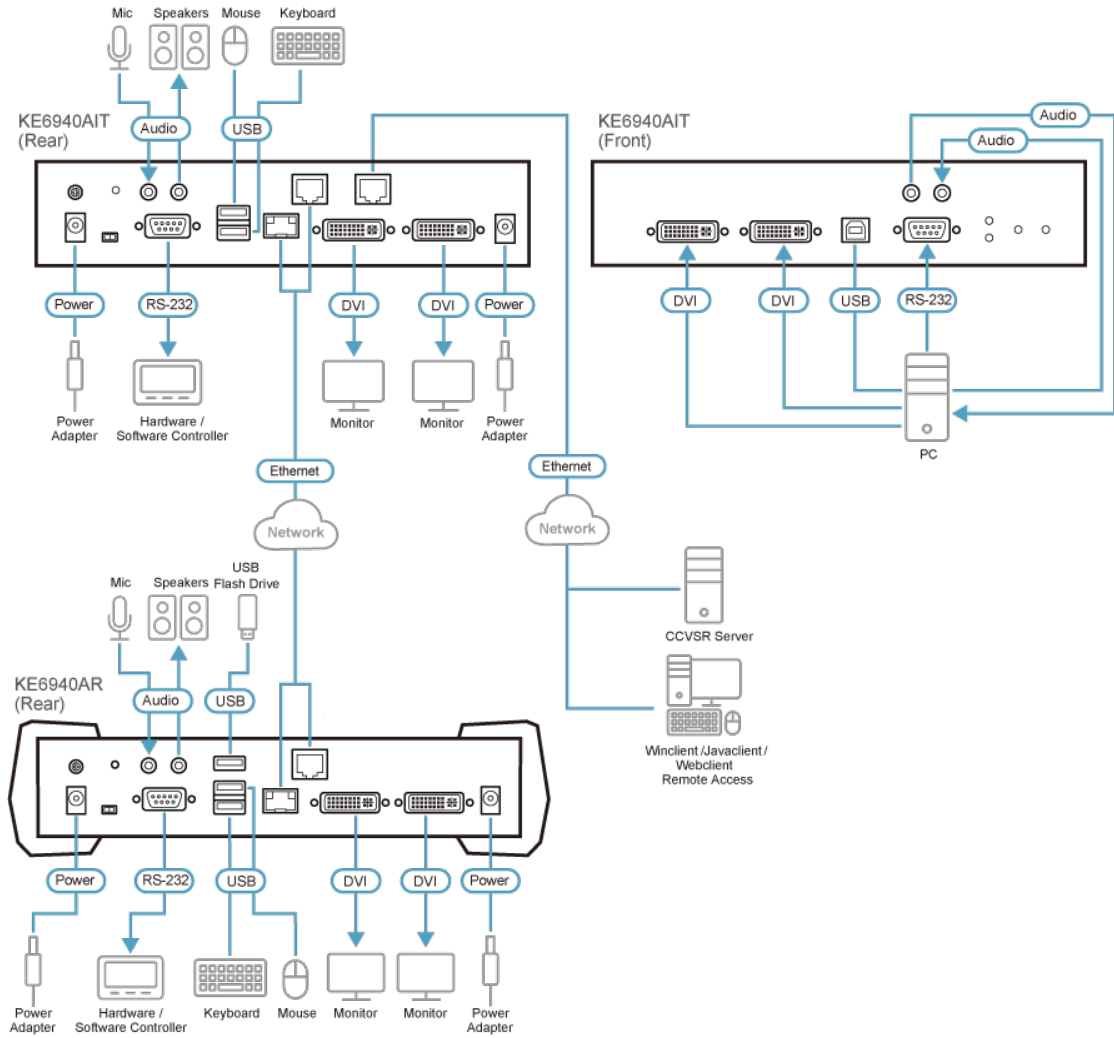 Mic
Speakers
Mouse
Keyboard
KE6940AIT
(Rear)
Audio
USB
KE6940AIT
(Front)
Audio
Audio
Power
RS-232
DVI
DVI
Power
DVI
DVI
USB
RS-232
Power
Adapter
Hardware /
Software Controller
Monitor
Monitor
Power
Adapter
PC
Ethernet
Ethernet
Network
Network
Mic
Speakers
USB
Flash Drive
CCVSR Server
KE6940AR
(Rear)
Audio
USB
Winclient /Javaclient /
Webclient
Remote Access
Power
RS-232
USB
DVI
DVI
Power
Power
Adapter
Hardware /
Software Controller
Keyboard
Mouse
Monitor
Monitor
Power
Adapter